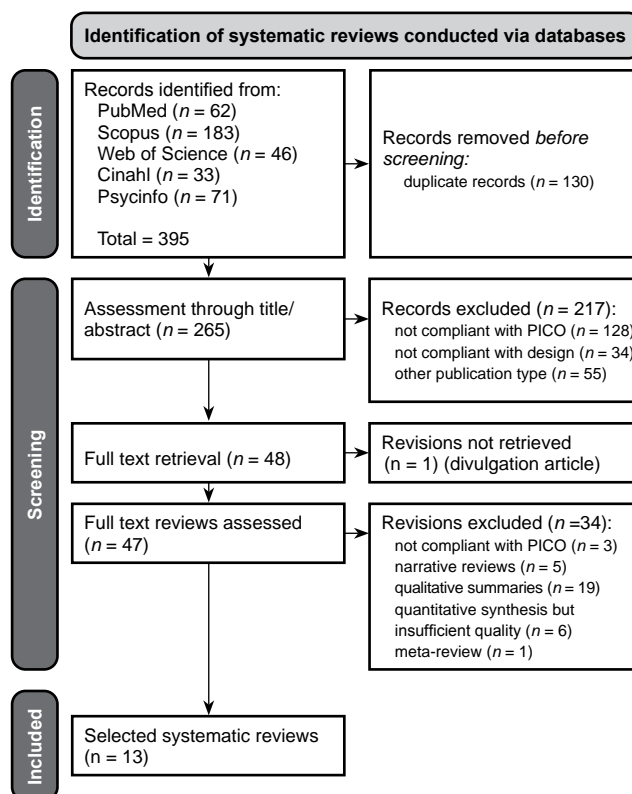 Identification of systematic reviews conducted via databases
Identification
Records identified from:
PubMed (n = 62)
Scopus (n = 183)
Web of Science (n = 46)
Cinahl (n = 33)
Psycinfo (n = 71)
Total = 395
Records removed before
screening:
duplicate records (n = 130)
Screening
Assessment through title/
abstract (n = 265)
Records excluded (n = 217):
not compliant with PICO (n = 128)
not compliant with design (n = 34)
other publication type (n = 55)
Full text retrieval (n = 48)
Revisions not retrieved
(n = 1) (divulgation article)
Full text reviews assessed
(n = 47)
Revisions excluded (n =34):
not compliant with PICO (n = 3)
narrative reviews (n = 5)
qualitative summaries (n = 19)
quantitative synthesis but
insufficient quality (n = 6)
meta-review (n = 1)
Included
Selected systematic reviews
(n = 13)